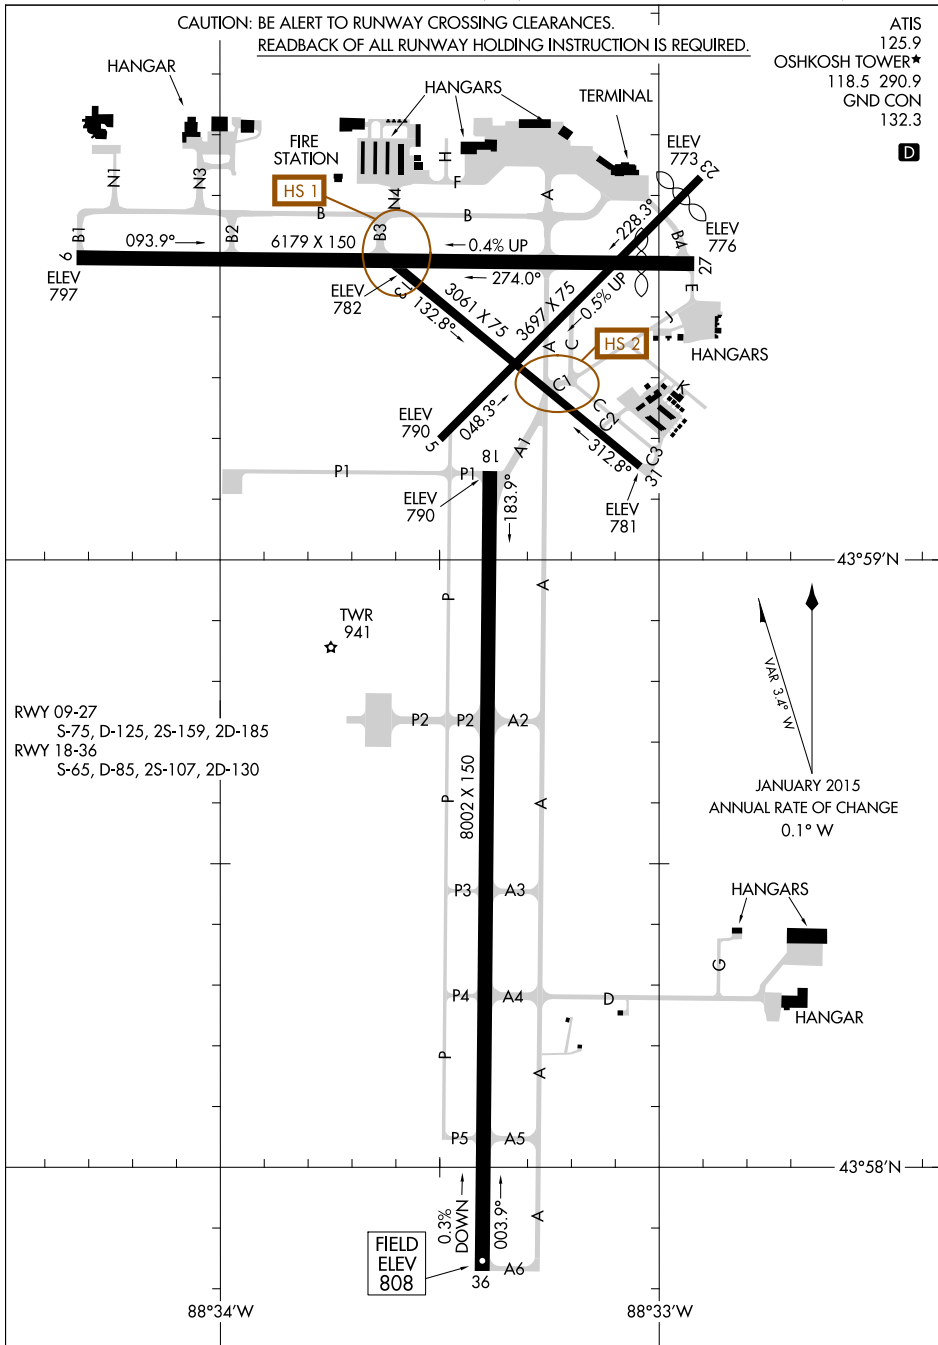 CAUTION: BE ALERT TO RUNWAY CROSSING CLEARANCES.
READBACK OF ALL RUNWAY HOLDING INSTRUCTION IS REQUIRED.
ATIS
125.9
OSHKOSH TOWER★
118.5 290.9
GND CON
132.3
D
HANGAR
HANGARS
TERMINAL
FIRE
STATION
ELEV
773
23
N1
N3
H
F
A
HS 1
N4
B
B
B1
B2
B3
B4
228.3°
ELEV
776
093.9°
6179 X 150
0.4% UP
274.0°
9
27
ELEV
797
ELEV
782
13
132.8°
3061 X 75
3697 X 75
0.5% UP
E
J
A
C
HS 2
HANGARS
C1
K
C
C2
C3
048.3°
312.8°
ELEV
790
5
31
ELEV
781
18
A1
P1
P1
ELEV
790
183.9°
43°59'N
P
A
TWR
941
VAR 3.4° W
RWY 09-27
S-75, D-125, 2S-159, 2D-185
RWY 18-36
S-65, D-85, 2S-107, 2D-130
P2
P2
A2
8002 X 150
P
A
JANUARY 2015
ANNUAL RATE OF CHANGE
0.1° W
P3
A3
HANGARS
G
P4
A4
D
HANGAR
P
A
P5
A5
43°58'N
0.3%
DOWN
003.9°
A
FIELD
ELEV
808
A6
36
88°34'W
88°33'W